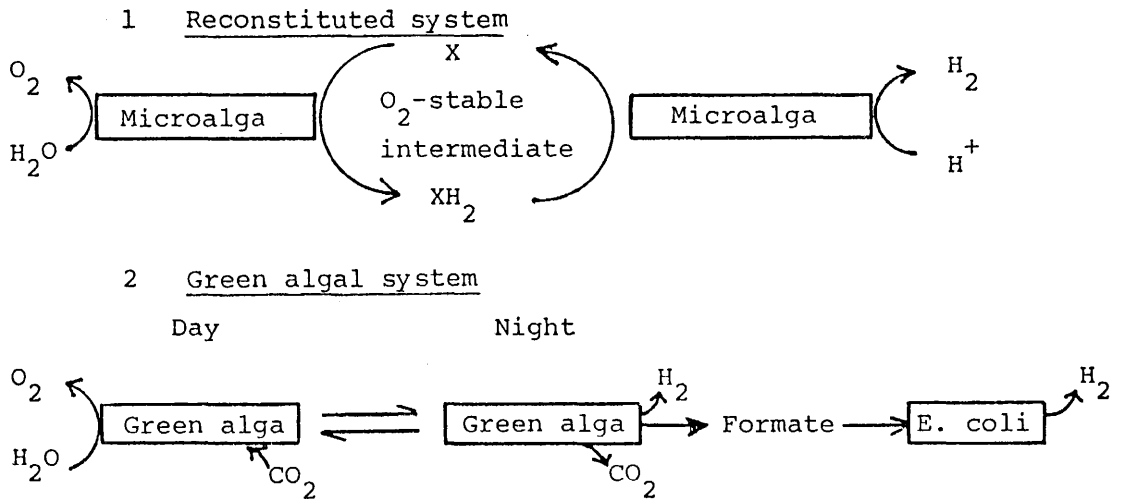 1 Reconstituted system
O2
X
H2
Microalga
O2-stable
Microalga
intermediate
H2O
H+
XH2
2 Green algal system
Day Night
O2
H2
H2
Green alga
Green alga
Formate
E. coli
H2O
CO2
CO2